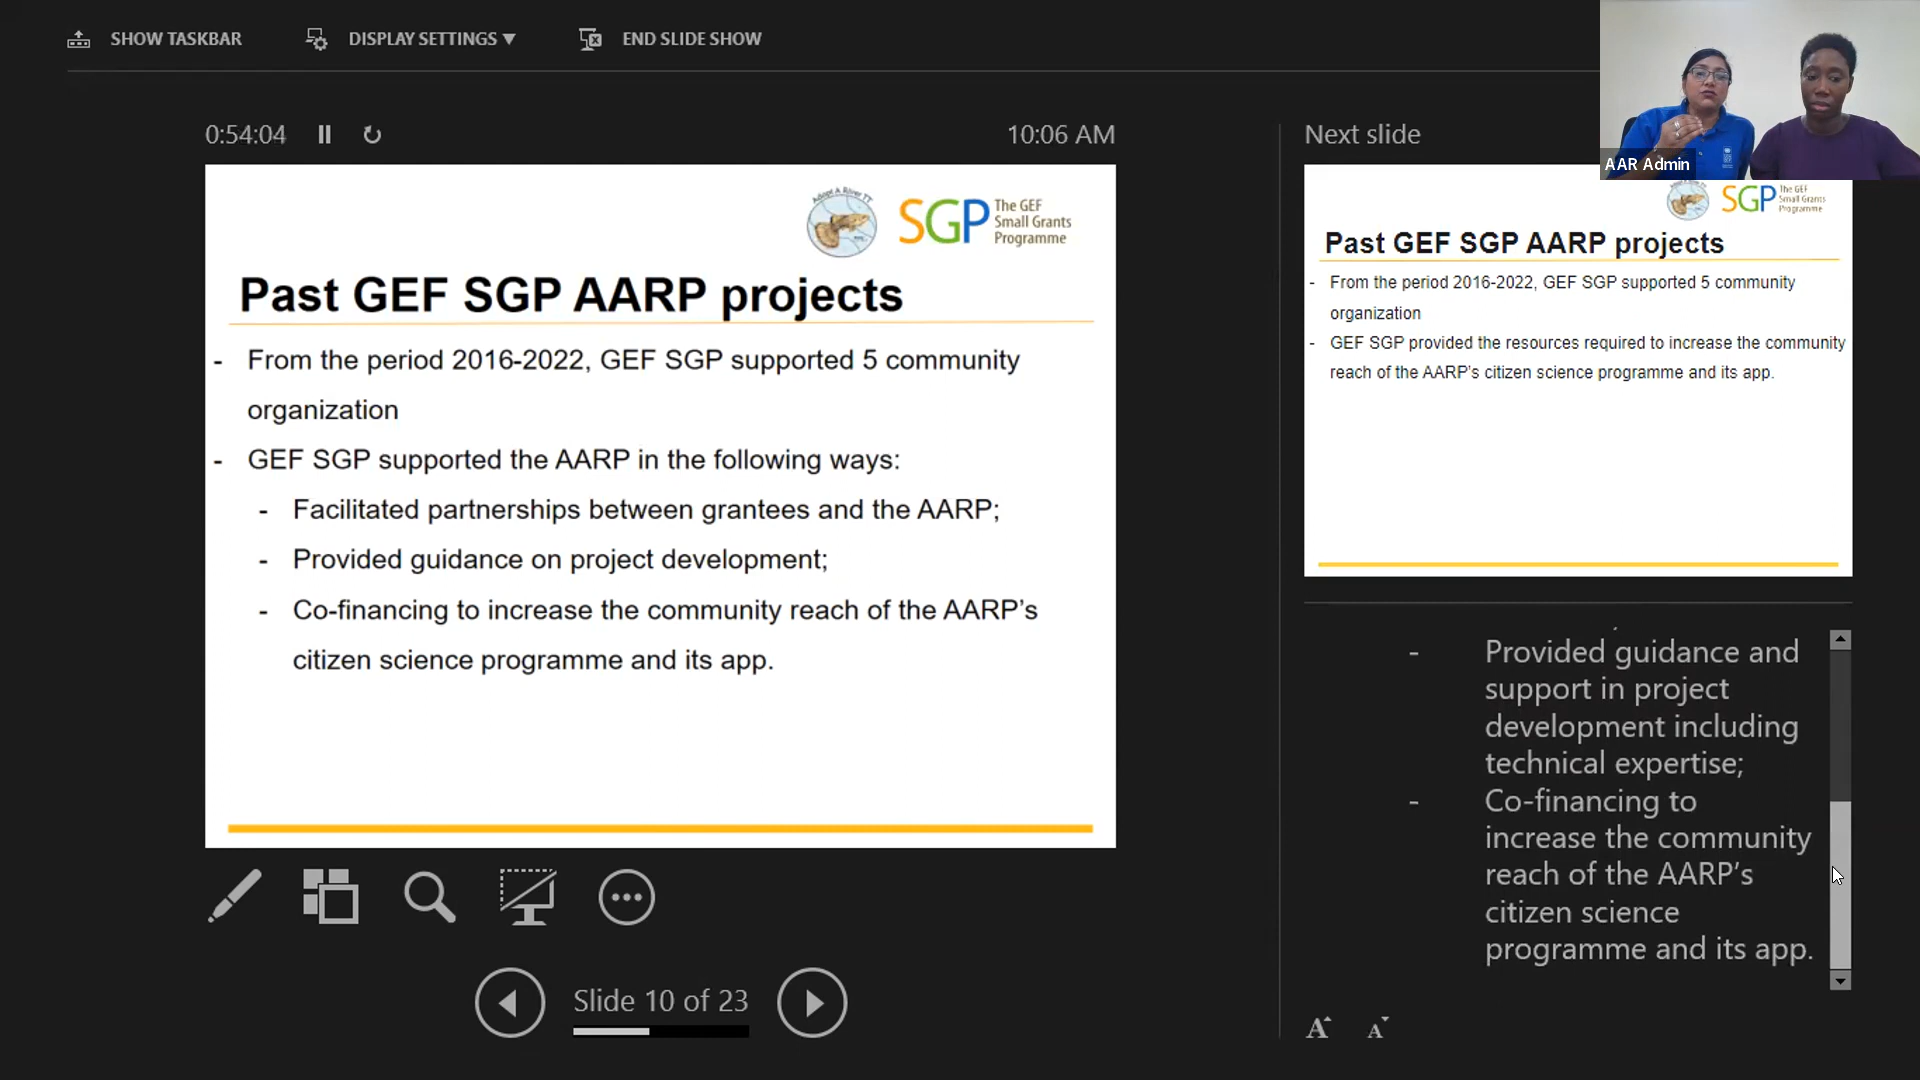 SHOW TASKBAR
DISPLAY SETTINGS
END SLIDE SHOW
AAR Admin
0:54:04
10:06 AM
Adopt A River TT
SGP
The GEF
Small Grants
Programme
Past GEF SGP AARP projects
- From the period 2016-2022, GEF SGP supported 5 community
organization
- GEF SGP supported the AARP in the following ways:
- Facilitated partnerships between grantees and the AARP;
- Provided guidance on project development;
- Co-financing to increase the community reach of the AARP's
citizen science programme and its app.
Slide 10 of 23
Next slide
SGP
The GEF
Small Grants
Programme
Past GEF SGP AARP projects
- From the period 2016-2022, GEF SGP supported 5 community
organization
- GEF SGP provided the resources required to increase the community
reach of the AARP's citizen science programme and its app.
- Provided guidance and
support in project
development including
technical expertise;
- Co-financing to
increase the community
reach of the AARP's
citizen science
programme and its app.
A A